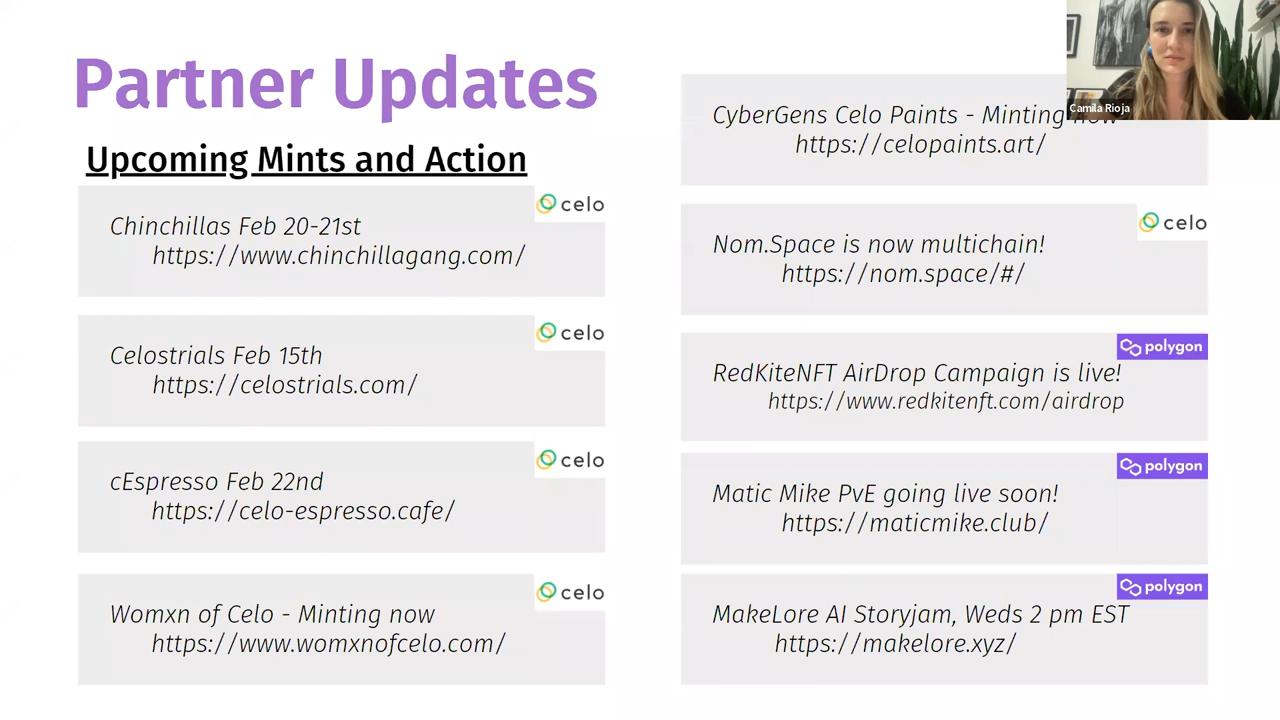 Partner Updates
Upcoming Mints and Action
celo
Chinchillas Feb 20-21st
https://www.chinchillagang.com/
celo
Celostrials Feb 15th
https://celostrials.com/
celo
cEspresso Feb 22nd
https://celo-espresso.cafe/
celo
Womxn of Celo - Minting now
https://www.womxnofcelo.com/
Camila Rioja
CyberGens Celo Paints - Minting now
https://celopaints.art/
celo
Nom.Space is now multichain!
https://nom.space/#/
polygon
RedKiteNFT AirDrop Campaign is live!
https://www.redkitenft.com/airdrop
polygon
Matic Mike PvE going live soon!
https://maticmike.club/
polygon
MakeLore AI Storyjam, Weds 2 pm EST
https://makelore.xyz/